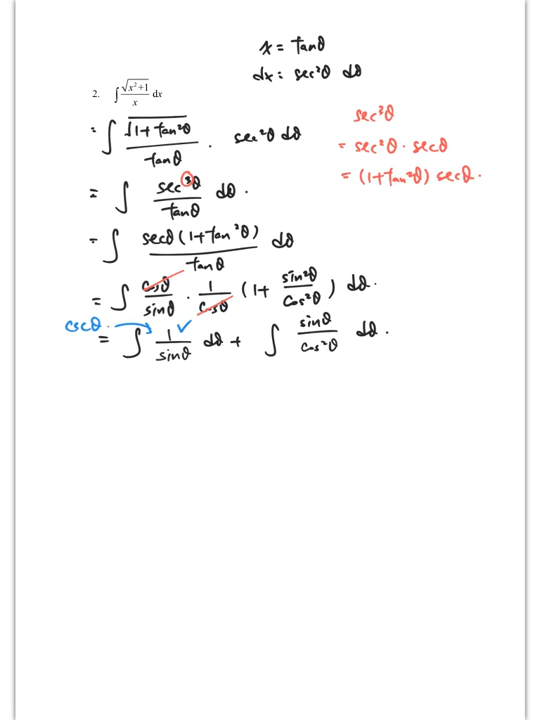 x = tanθ
dx = sec²θ dθ
2. ∫ √(x²+1)/x dx
= ∫ √(1+tan²θ)/tanθ · sec²θ dθ
sec³θ
= sec²θ · secθ
= (1+tan²θ) secθ.
= ∫ sec³θ/tanθ dθ.
= ∫ secθ(1+tan²θ)/tanθ dθ
= ∫ cosθ/sinθ · 1/cosθ (1+ sin²θ/cos²θ) dθ.
cscθ.
= ∫ 1/sinθ dθ + ∫ sinθ/cos²θ dθ.